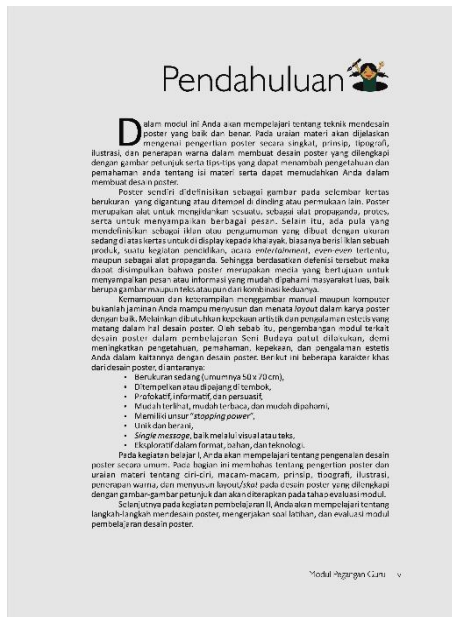 Pendahuluan
Dalam modul ini Anda akan mempelajari tentang teknik mendesain
poster yang baik dan benar. Pada uraian materi akan dijelaskan
mengenai pengertian poster secara singkat, prinsip, tipografi,
ilustrasi, dan penerapan warna dalam membuat desain poster yang dilengkapi
dengan gambar petunjuk serta tips-tips yang dapat menambah pengetahuan dan
pemahaman anda tentang isi materi serta dapat memudahkan Anda dalam
membuat desain poster.
Poster sendiri didefinisikan sebagai gambar pada selembar kertas
berukuran yang digantung atau ditempel di dinding atau permukaan lain. Poster
merupakan alat untuk mengiklankan sesuatu, sebagai alat propaganda, protes,
serta untuk menyampaikan berbagai pesan. Selain itu, ada pula yang
mendefinisikan sebagai iklan atau pengumuman yang dibuat dengan ukuran
sedang di atas kertas untuk di display kepada khalayak, biasanya berisi iklan sebuah
produk, suatu kegiatan pendidikan, acara entertainment, even-even tertentu,
maupun sebagai alat propaganda. Sehingga berdasatkan defenisi tersebut maka
dapat disimpulkan bahwa poster merupakan media yang bertujuan untuk
menyampaikan pesan atau informasi yang mudah dipahami masyarakat luas, baik
berupa gambar maupun teks ataupun dari kombinasi keduanya.
Kemampuan dan keterampilan menggambar manual maupun komputer
bukanlah jaminan Anda mampu menyusun dan menata layout dalam karya poster
dengan baik. Melainkan dibutuhkan kepekaan artistik dan pengalaman estetis yang
matang dalam hal desain poster. Oleh sebab itu, pengembangan modul terkait
desain poster dalam pembelajaran Seni Budaya patut dilakukan, demi
meningkatkan pengetahuan, pemahaman, kepekaan, dan pengalaman estetis
Anda dalam kaitannya dengan desain poster. Berikut ini beberapa karakter khas
dari desain poster, di antaranya:
• Berukuran sedang (umumnya 50 x 70 cm),
• Ditempelkan atau dipajang di tembok,
• Profokatif, informatif, dan persuasif,
• Mudah terlihat, mudah terbaca, dan mudah dipahami,
• Memiliki unsur "stopping power",
• Unik dan berani,
• Single message, baik melalui visual atau teks,
• Eksploratif dalam format, bahan, dan teknologi.
Pada kegiatan belajar I, Anda akan mempelajari tentang pengenalan desain
poster secara umum. Pada bagian ini membahas tentang pengertian poster dan
uraian materi tentang ciri-ciri, macam-macam, prinsip, tipografi, ilustrasi,
penerapan warna, dan menyusun layout/skat pada desain poster yang dilengkapi
dengan gambar-gambar petunjuk dan akan diterapkan pada tahap evaluasi modul.
Selanjutnya pada kegiatan pembelajaran II, Anda akan mempelajari tentang
langkah-langkah mendesain poster, mengerjakan soal latihan, dan evaluasi modul
pembelajaran desain poster.
Modul Pegangan Guru v